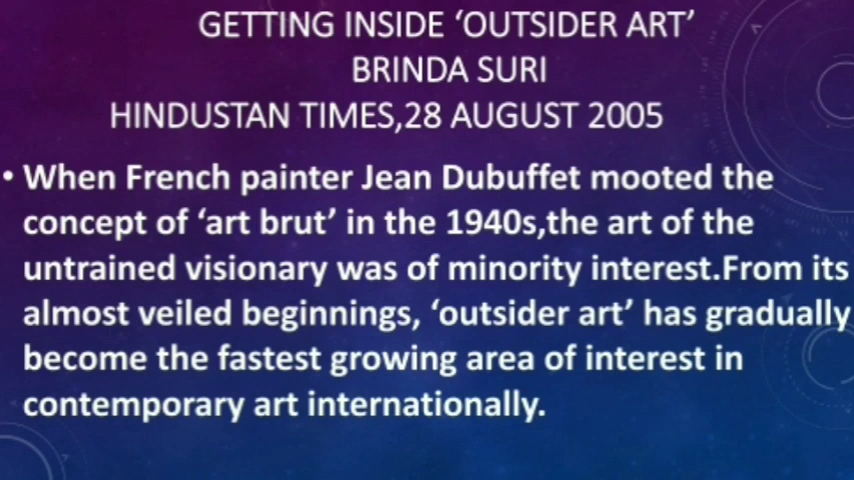 GETTING INSIDE ‘OUTSIDER ART’
BRINDA SURI
HINDUSTAN TIMES,28 AUGUST 2005
• When French painter Jean Dubuffet mooted the
concept of ‘art brut’ in the 1940s,the art of the
untrained visionary was of minority interest.From its
almost veiled beginnings, ‘outsider art’ has gradually
become the fastest growing area of interest in
contemporary art internationally.